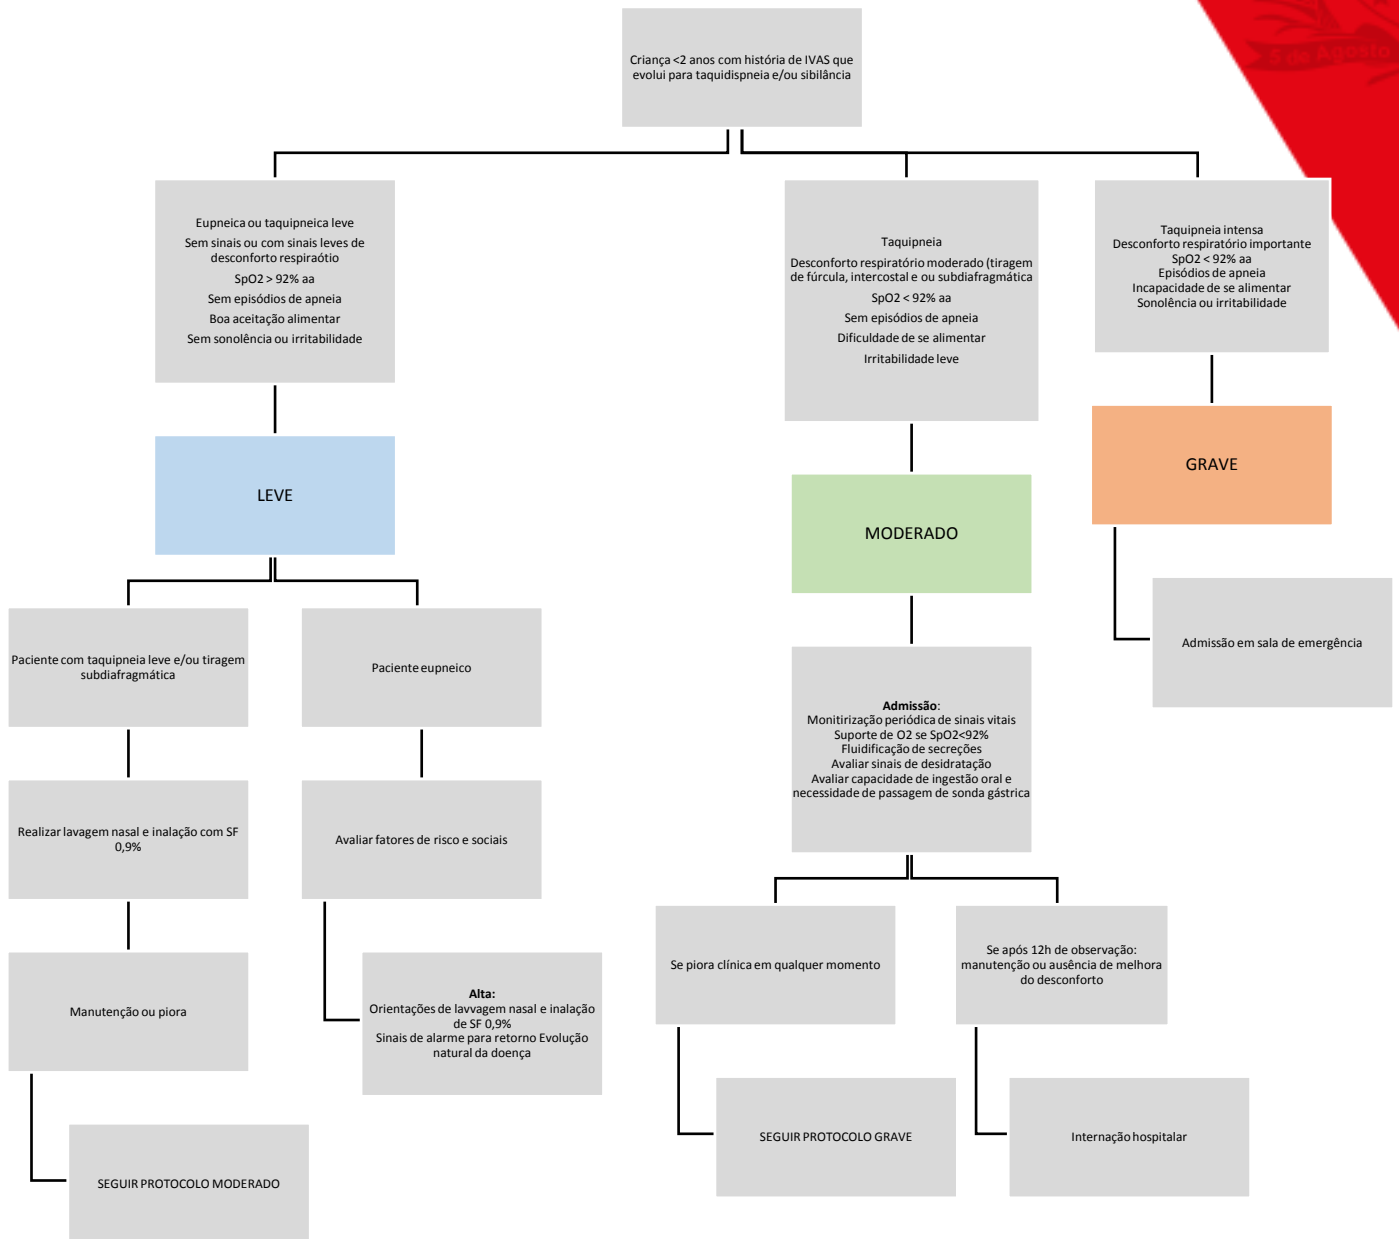 5 de Agosto
Criança <2 anos com história de IVAS que
evolui para taquidispneia e/ou sibilância
Eupneica ou taquipneica leve
Sem sinais ou com sinais leves de
desconforto respiraótio
SpO2 > 92% aa
Sem episódios de apneia
Boa aceitação alimentar
Sem sonolência ou irritabilidade
Taquipneia
Desconforto respiratório moderado (tiragem
de fúrcula, intercostal e ou subdiafragmática
SpO2 < 92% aa
Sem episódios de apneia
Dificuldade de se alimentar
Irritabilidade leve
Taquipneia intensa
Desconforto respiratório importante
SpO2 < 92% aa
Episódios de apneia
Incapacidade de se alimentar
Sonolência ou irritabilidade
LEVE
MODERADO
GRAVE
Paciente com taquipneia leve e/ou tiragem
subdiafragmática
Paciente eupneico
Admissão:
Monitirização periódica de sinais vitais
Suporte de O2 se SpO2<92%
Fluidificação de secreções
Avaliar sinais de desidratação
Avaliar capacidade de ingestão oral e
necessidade de passagem de sonda gástrica
Admissão em sala de emergência
Realizar lavagem nasal e inalação com SF
0,9%
Avaliar fatores de risco e sociais
Manutenção ou piora
Alta:
Orientações de lavvagem nasal e inalação
de SF 0,9%
Sinais de alarme para retorno Evolução
natural da doença
Se piora clínica em qualquer momento
Se após 12h de observação:
manutenção ou ausência de melhora
do desconforto
SEGUIR PROTOCOLO MODERADO
SEGUIR PROTOCOLO GRAVE
Internação hospitalar